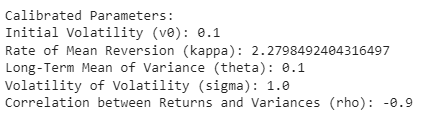 Calibrated Parameters:
Initial Volatility (v0): 0.1
Rate of Mean Reversion (kappa): 2.2798492404316497
Long-Term Mean of Variance (theta): 0.1
Volatility of Volatility (sigma): 1.0
Correlation between Returns and Variances (rho): -0.9